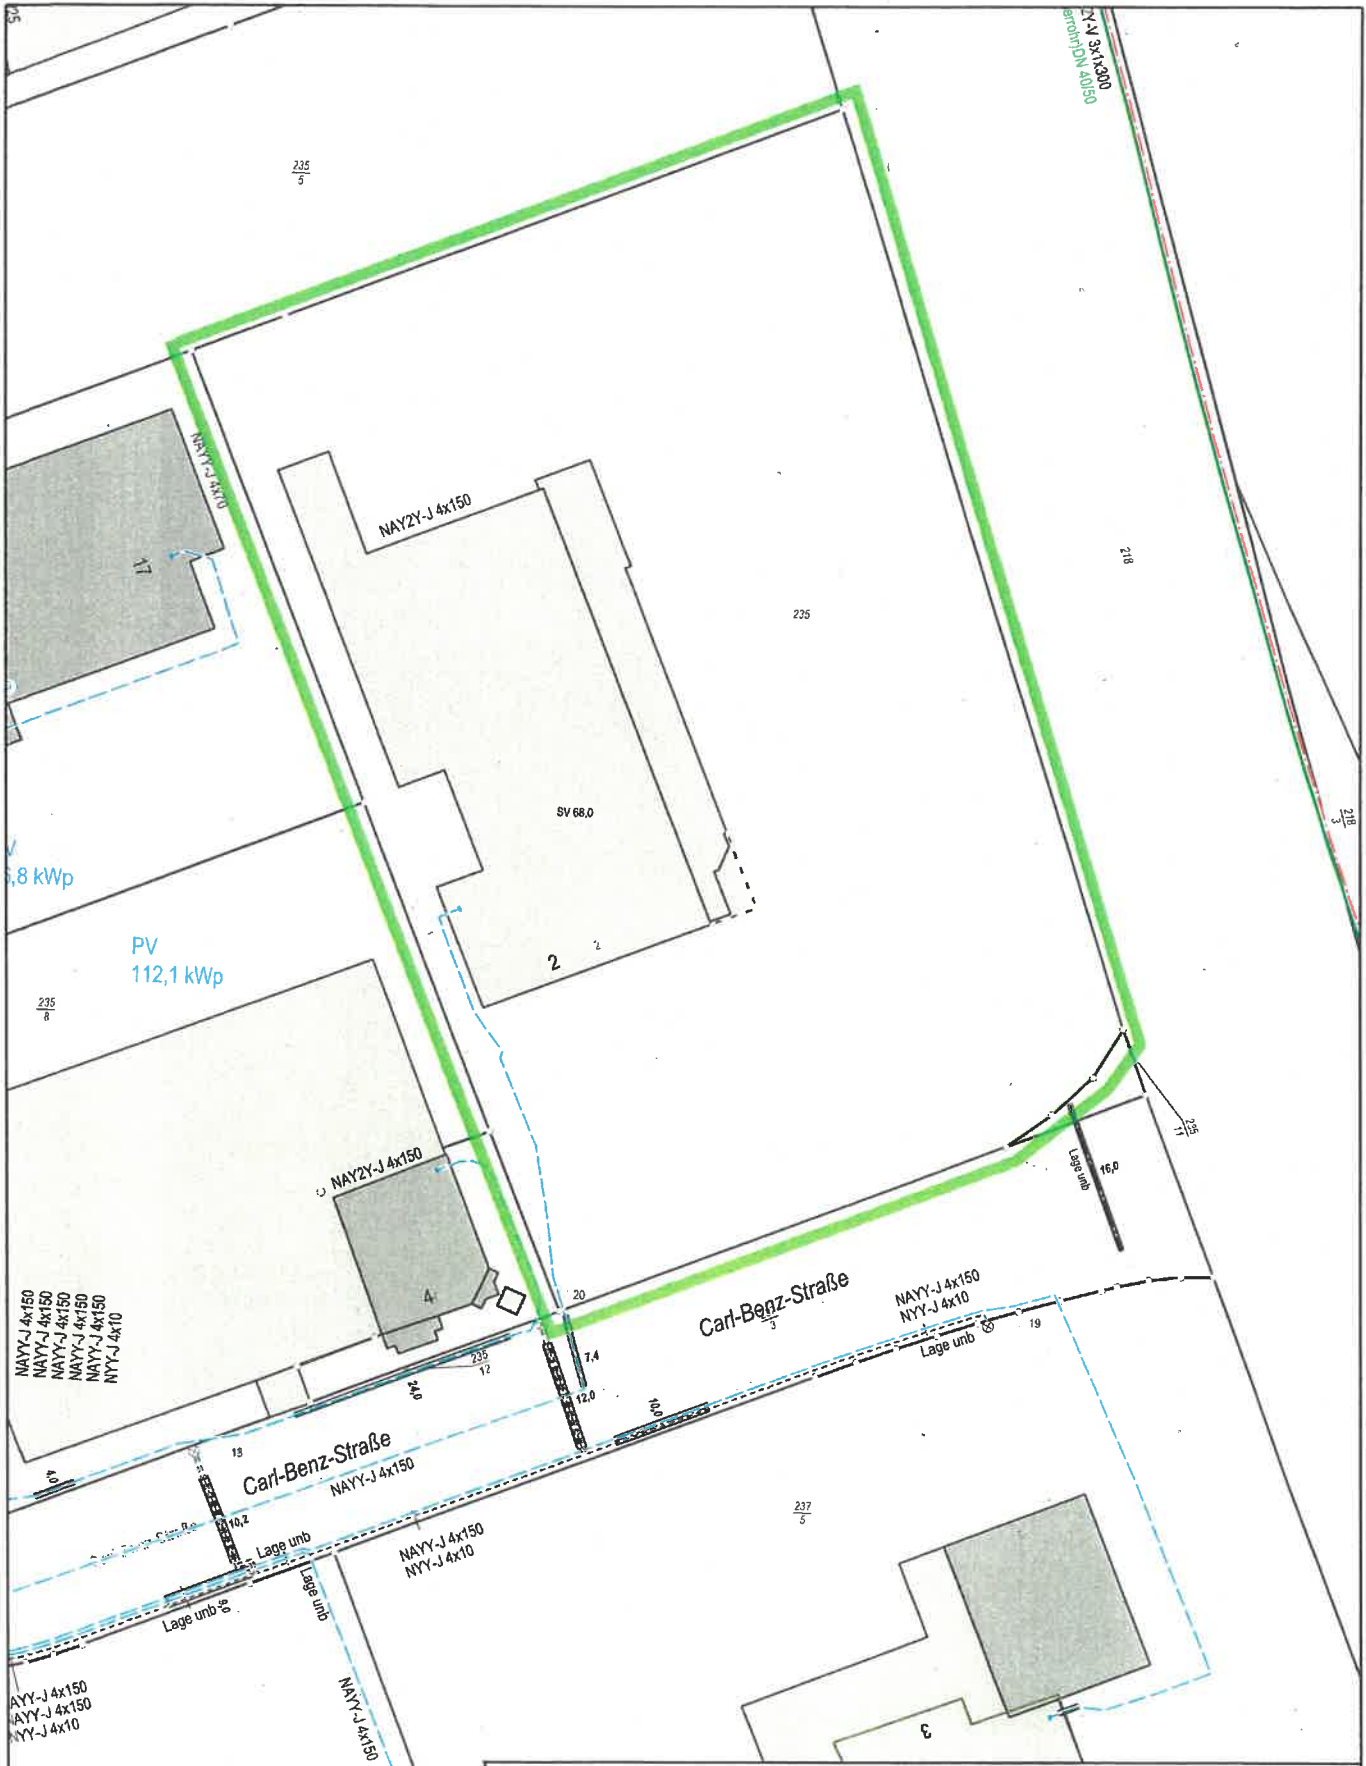 25
ZY-V 3x1x300
errohr)DN 40/50
235
5
NAYY-J 4x70
17
NAY2Y-J 4x150
218
235
218
3
SV 68,0
,8 kWp
PV
112,1 kWp
2
2
235
8
235
11
NAY2Y-J 4x150
Lage unb
16,0
4
20
Carl-Benz-Straße
3
NAYY-J 4x150
NYY-J 4x10
19
Lage unb
NAYY-J 4x150
NAYY-J 4x150
NAYY-J 4x150
NAYY-J 4x150
NAYY-J 4x150
NYY-J 4x10
235
12
7,4
24,0
12,0
10,0
13
Carl-Benz-Straße
NAYY-J 4x150
4,0
10,2
Lage unb
NAYY-J 4x150
NYY-J 4x10
237
5
Lage unb
Lage unb
NAYY-J 4x150
AYY-J 4x150
AYY-J 4x150
NYY-J 4x10
3